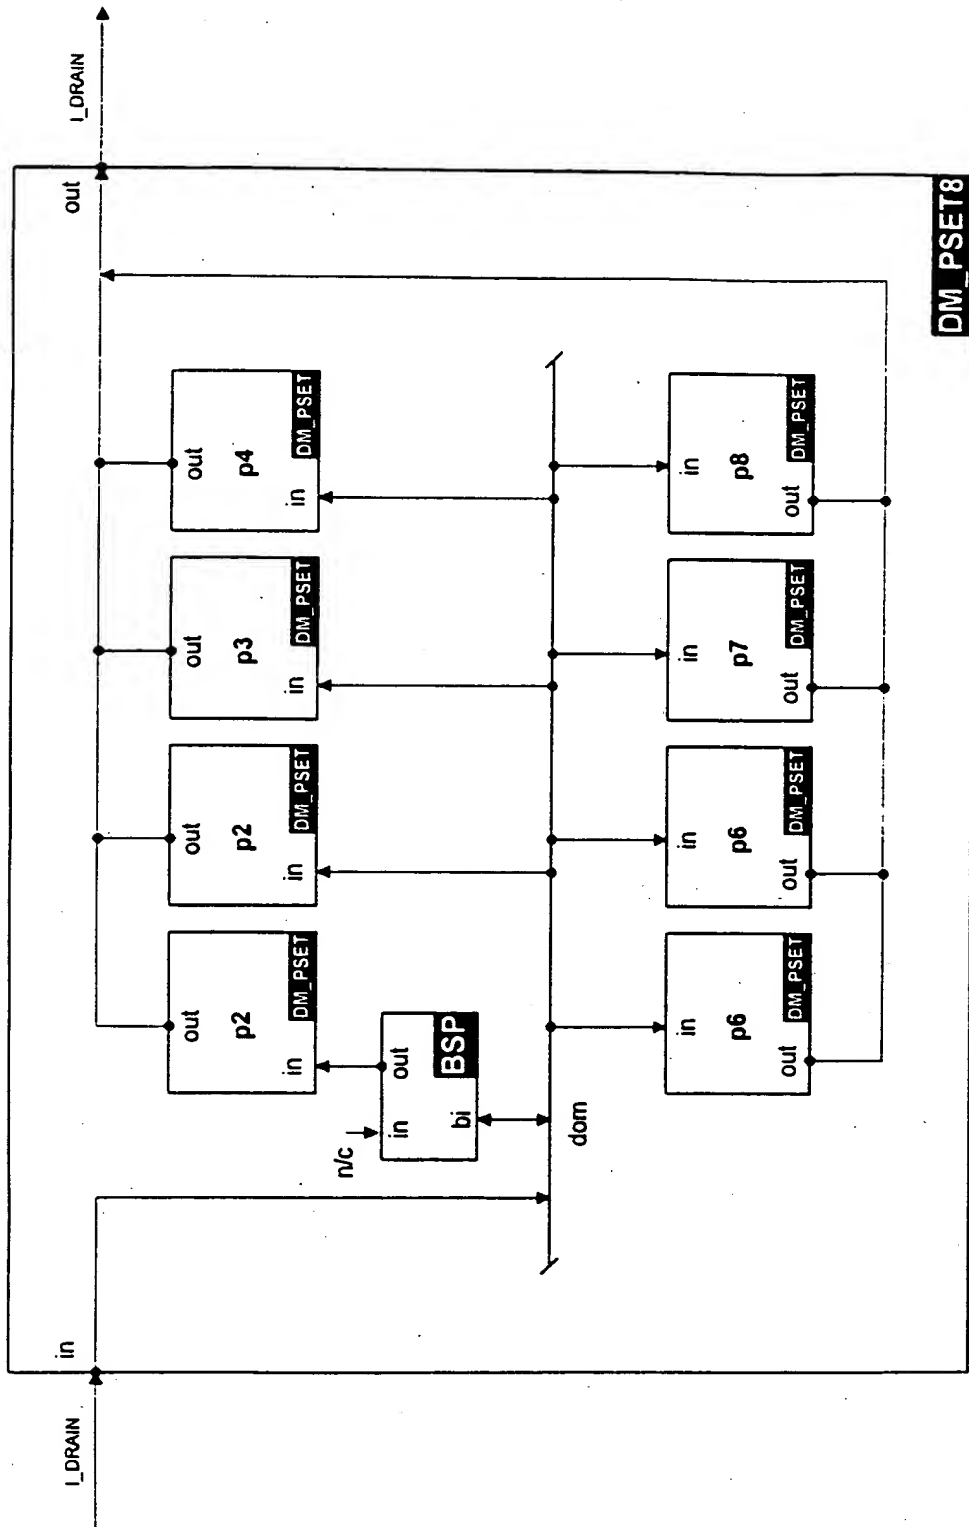 I_DRAIN
in
out
I_DRAIN
out
p2
in
DM_PSET
out
p2
in
DM_PSET
out
p3
in
DM_PSET
out
p4
in
DM_PSET
n/c
in
out
bi
BSP
dom
in
p6
out
DM_PSET
in
p6
out
DM_PSET
in
p7
out
DM_PSET
in
p8
out
DM_PSET
DM_PSET8